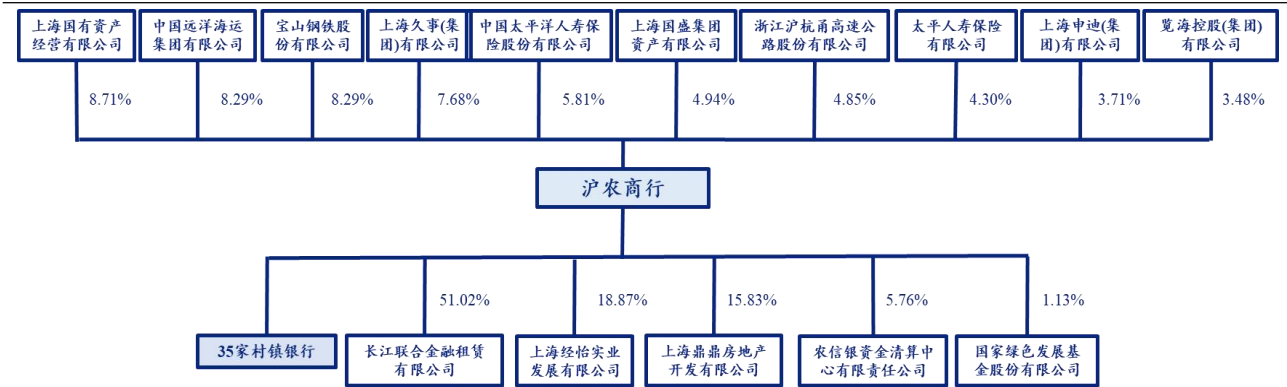 上海国有资产
经营有限公司
中国远洋海运
集团有限公司
宝山钢铁股
份有限公司
上海久事(集
团)有限公司
中国太平洋人寿保
险股份有限公司
上海国盛集团
资产有限公司
浙江沪杭甬高速公
路股份有限公司
太平人寿保险
有限公司
上海申迪(集
团)有限公司
览海控股(集团)
有限公司
8.71%
8.29%
8.29%
7.68%
5.81%
4.94%
4.85%
4.30%
3.71%
3.48%
沪农商行
51.02%
18.87%
15.83%
5.76%
1.13%
35家村镇银行
长江联合金融租赁
有限公司
上海经怡实业
发展有限公司
上海鼎鼎房地产
开发有限公司
农信银资金清算中
心有限责任公司
国家绿色发展基
金股份有限公司